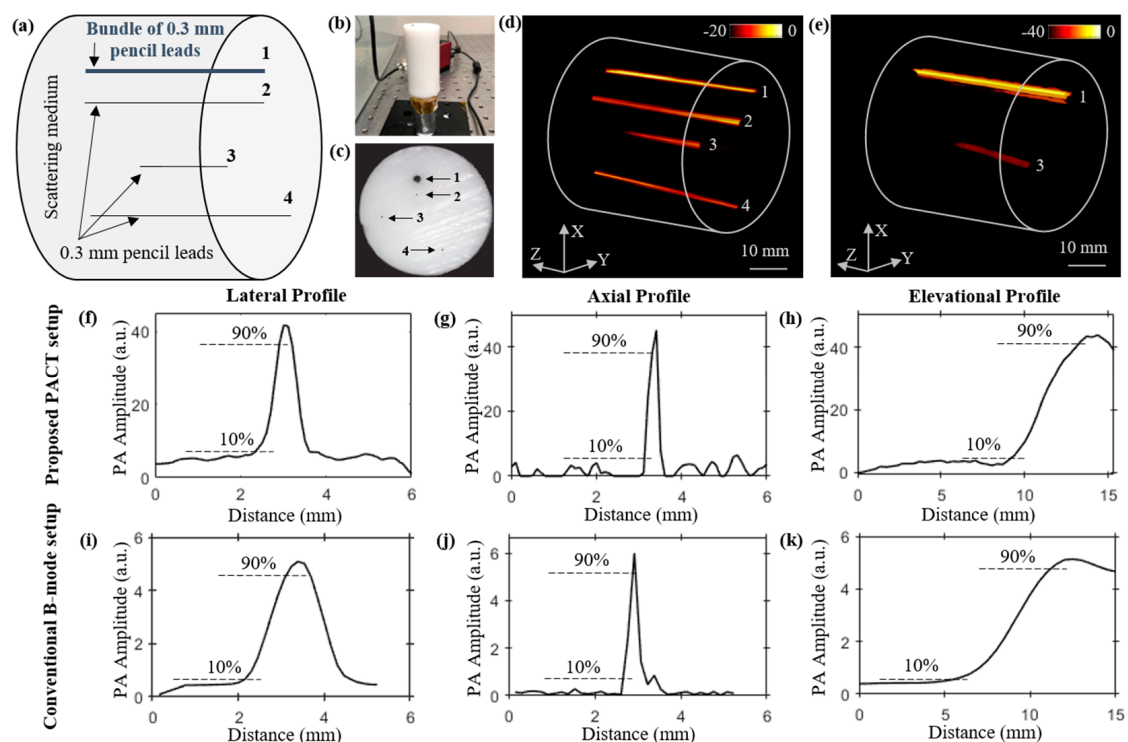 (a)
Bundle of 0.3 mm
pencil leads
1
2
3
4
Scattering medium
0.3 mm pencil leads
(b)
(c)
1
2
3
4
(d)
-20 0
1
2
3
4
X
Z Y
10 mm
(e)
-40 0
1
3
X
Z Y
10 mm
Lateral Profile
Axial Profile
Elevational Profile
Proposed PACT setup
(f)
PA Amplitude (a.u.)
40
20
0
90%
10%
0 2 4 6
Distance (mm)
(g)
PA Amplitude (a.u.)
40
20
0
90%
10%
0 2 4 6
Distance (mm)
(h)
PA Amplitude (a.u.)
40
20
0
90%
10%
0 5 10 15
Distance (mm)
Conventional B-mode setup
(i)
PA Amplitude (a.u.)
6
4
2
0
90%
10%
0 2 4 6
Distance (mm)
(j)
PA Amplitude (a.u.)
6
4
2
0
90%
10%
0 2 4 6
Distance (mm)
(k)
PA Amplitude (a.u.)
6
4
2
0
90%
10%
0 5 10 15
Distance (mm)